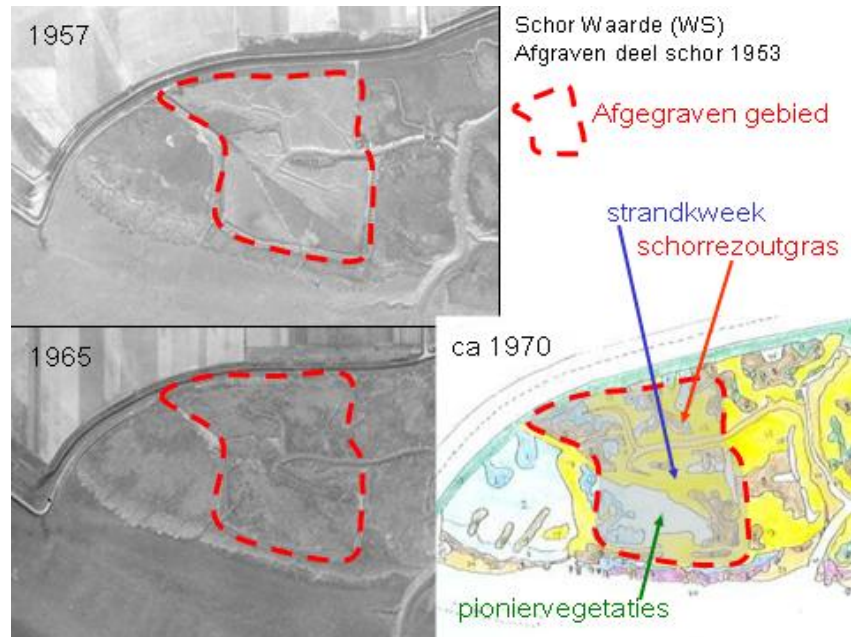 1957
Schor Waarde (WS)
Afgraven deel schor 1953
Afgegraven gebied
strandkweek
schorrezoutgras
1965
ca 1970
pioniervegetaties